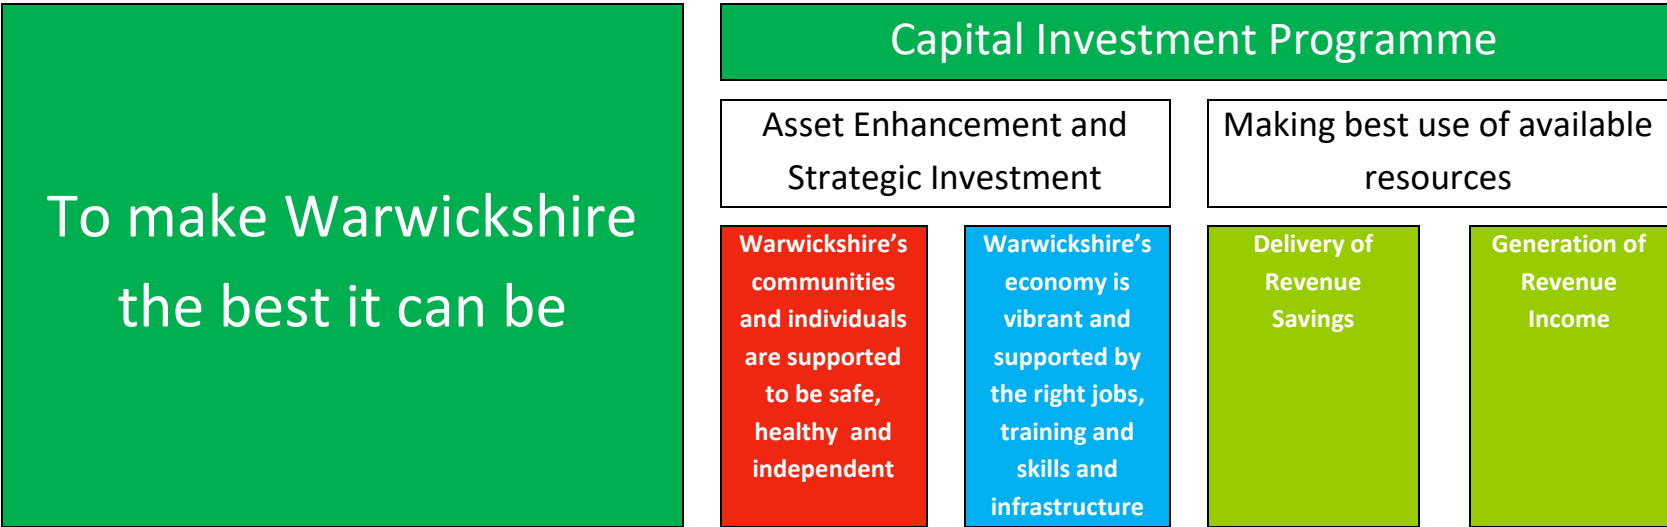 To make Warwickshire
the best it can be
Capital Investment Programme
Asset Enhancement and
Strategic Investment
Making best use of available
resources
Warwickshire’s
communities
and individuals
are supported
to be safe,
healthy and
independent
Warwickshire’s
economy is
vibrant and
supported by
the right jobs,
training and
skills and
infrastructure
Delivery of
Revenue
Savings
Generation of
Revenue
Income